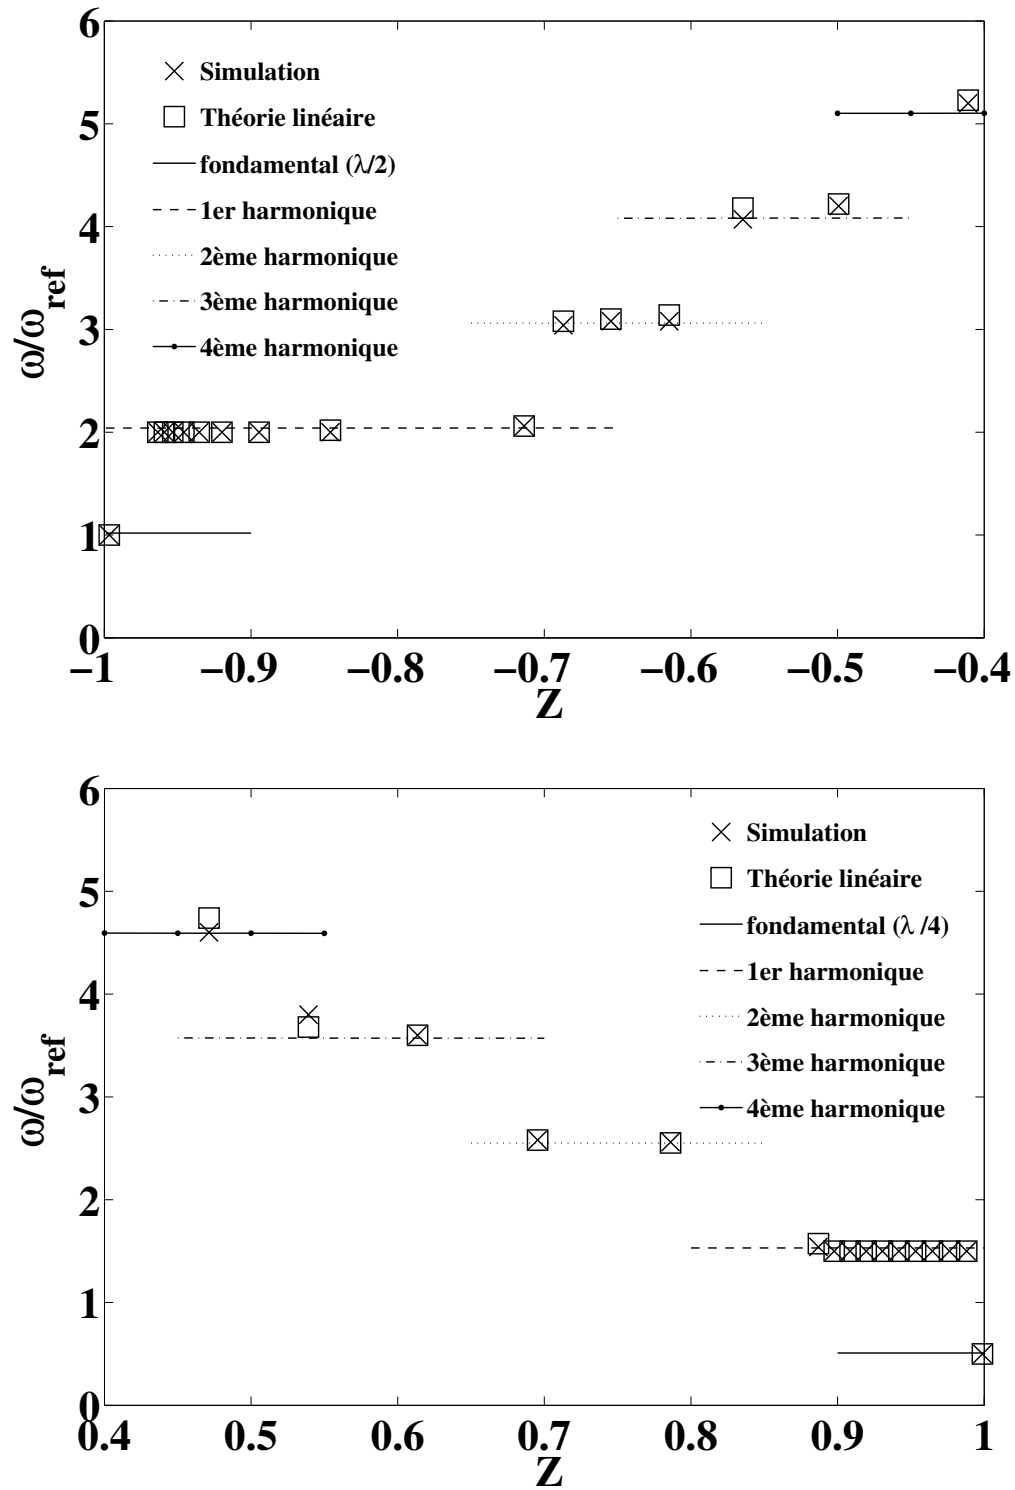 6
5
4
3
2
1
0
ω/ω_ref
Simulation
Théorie linéaire
fondamental (λ/2)
1er harmonique
2ème harmonique
3ème harmonique
4ème harmonique
−1 −0.9 −0.8 −0.7 −0.6 −0.5 −0.4
Z
6
5
4
3
2
1
0
ω/ω_ref
Simulation
Théorie linéaire
fondamental (λ /4)
1er harmonique
2ème harmonique
3ème harmonique
4ème harmonique
0.4 0.5 0.6 0.7 0.8 0.9 1
Z